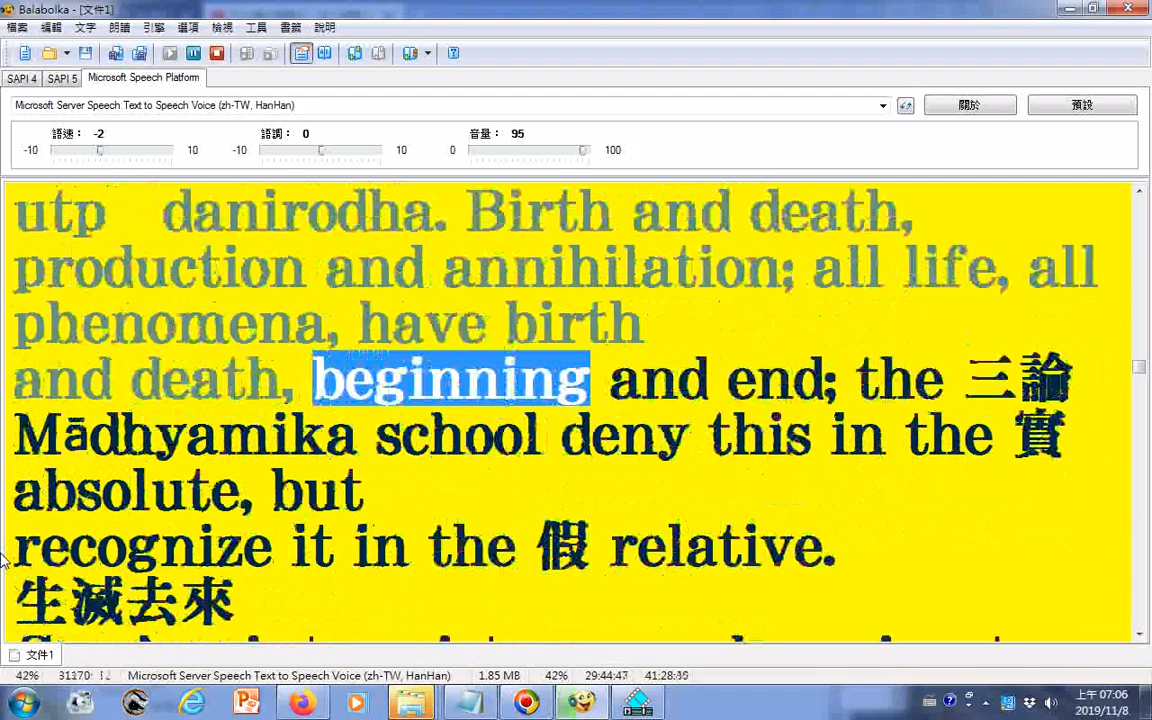 Balabolka - [文件1]
檔案 編輯 文字 朗讀 引擎 選項 檢視 工具 書籤 說明
SAPI 4 SAPI 5 Microsoft Speech Platform
Microsoft Server Speech Text to Speech Voice (zh-TW, HanHan) 關於 預設
語速： -2 語調： 0 音量： 95
-10 10 -10 10 0 100
utp danirodha. Birth and death,
production and annihilation; all life, all
phenomena, have birth
and death, beginning and end; the 三論
Mādhyamika school deny this in the 實
absolute, but
recognize it in the 假 relative.
生滅去來
文件1
42% Microsoft Server Speech Text to Speech Voice (zh-TW, HanHan) 1.85 MB 42% 29:44:47 41:28:39
上午 07:06
2019/11/8